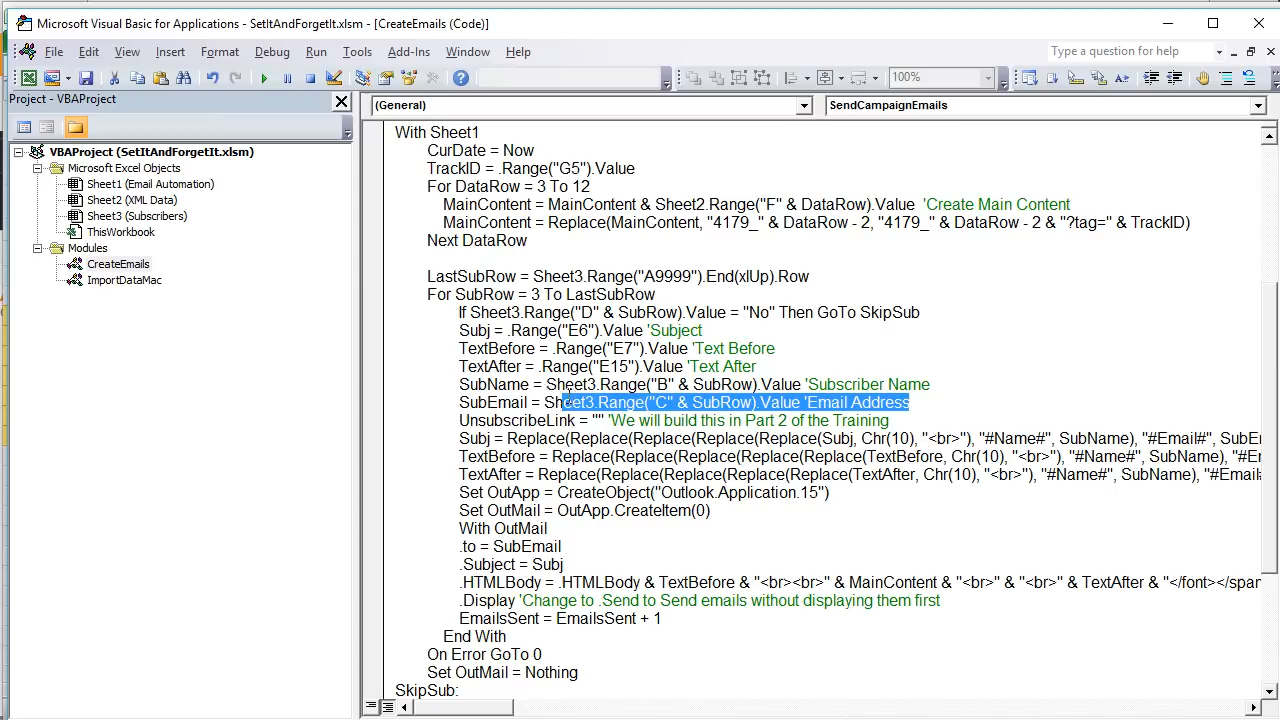 Microsoft Visual Basic for Applications - SetItAndForgetIt.xlsm - [CreateEmails (Code)]
File Edit View Insert Format Debug Run Tools Add-Ins Window Help
Type a question for help
100%
Project - VBAProject
(General)
SendCampaignEmails
VBAProject (SetItAndForgetIt.xlsm)
Microsoft Excel Objects
Sheet1 (Email Automation)
Sheet2 (XML Data)
Sheet3 (Subscribers)
ThisWorkbook
Modules
CreateEmails
ImportDataMac
With Sheet1
CurDate = Now
TrackID = .Range("G5").Value
For DataRow = 3 To 12
MainContent = MainContent & Sheet2.Range("F" & DataRow).Value 'Create Main Content
MainContent = Replace(MainContent, "4179_" & DataRow - 2, "4179_" & DataRow - 2 & "?tag=" & TrackID)
Next DataRow
LastSubRow = Sheet3.Range("A9999").End(xlUp).Row
For SubRow = 3 To LastSubRow
If Sheet3.Range("D" & SubRow).Value = "No" Then GoTo SkipSub
Subj = .Range("E6").Value 'Subject
TextBefore = .Range("E7").Value 'Text Before
TextAfter = .Range("E15").Value 'Text After
SubName = Sheet3.Range("B" & SubRow).Value 'Subscriber Name
SubEmail = Sheet3.Range("C" & SubRow).Value 'Email Address
UnsubscribeLink = "" 'We will build this in Part 2 of the Training
Subj = Replace(Replace(Replace(Replace(Replace(Subj, Chr(10), "<br>"), "#Name#", SubName), "#Email#", SubE
TextBefore = Replace(Replace(Replace(Replace(Replace(TextBefore, Chr(10), "<br>"), "#Name#", SubName), "#E
TextAfter = Replace(Replace(Replace(Replace(Replace(TextAfter, Chr(10), "<br>"), "#Name#", SubName), "#Email
Set OutApp = CreateObject("Outlook.Application.15")
Set OutMail = OutApp.CreateItem(0)
With OutMail
.to = SubEmail
.Subject = Subj
.HTMLBody = .HTMLBody & TextBefore & "<br><br>" & MainContent & "<br>" & "<br>" & TextAfter & "</font></span
.Display 'Change to .Send to Send emails without displaying them first
EmailsSent = EmailsSent + 1
End With
On Error GoTo 0
Set OutMail = Nothing
SkipSub: